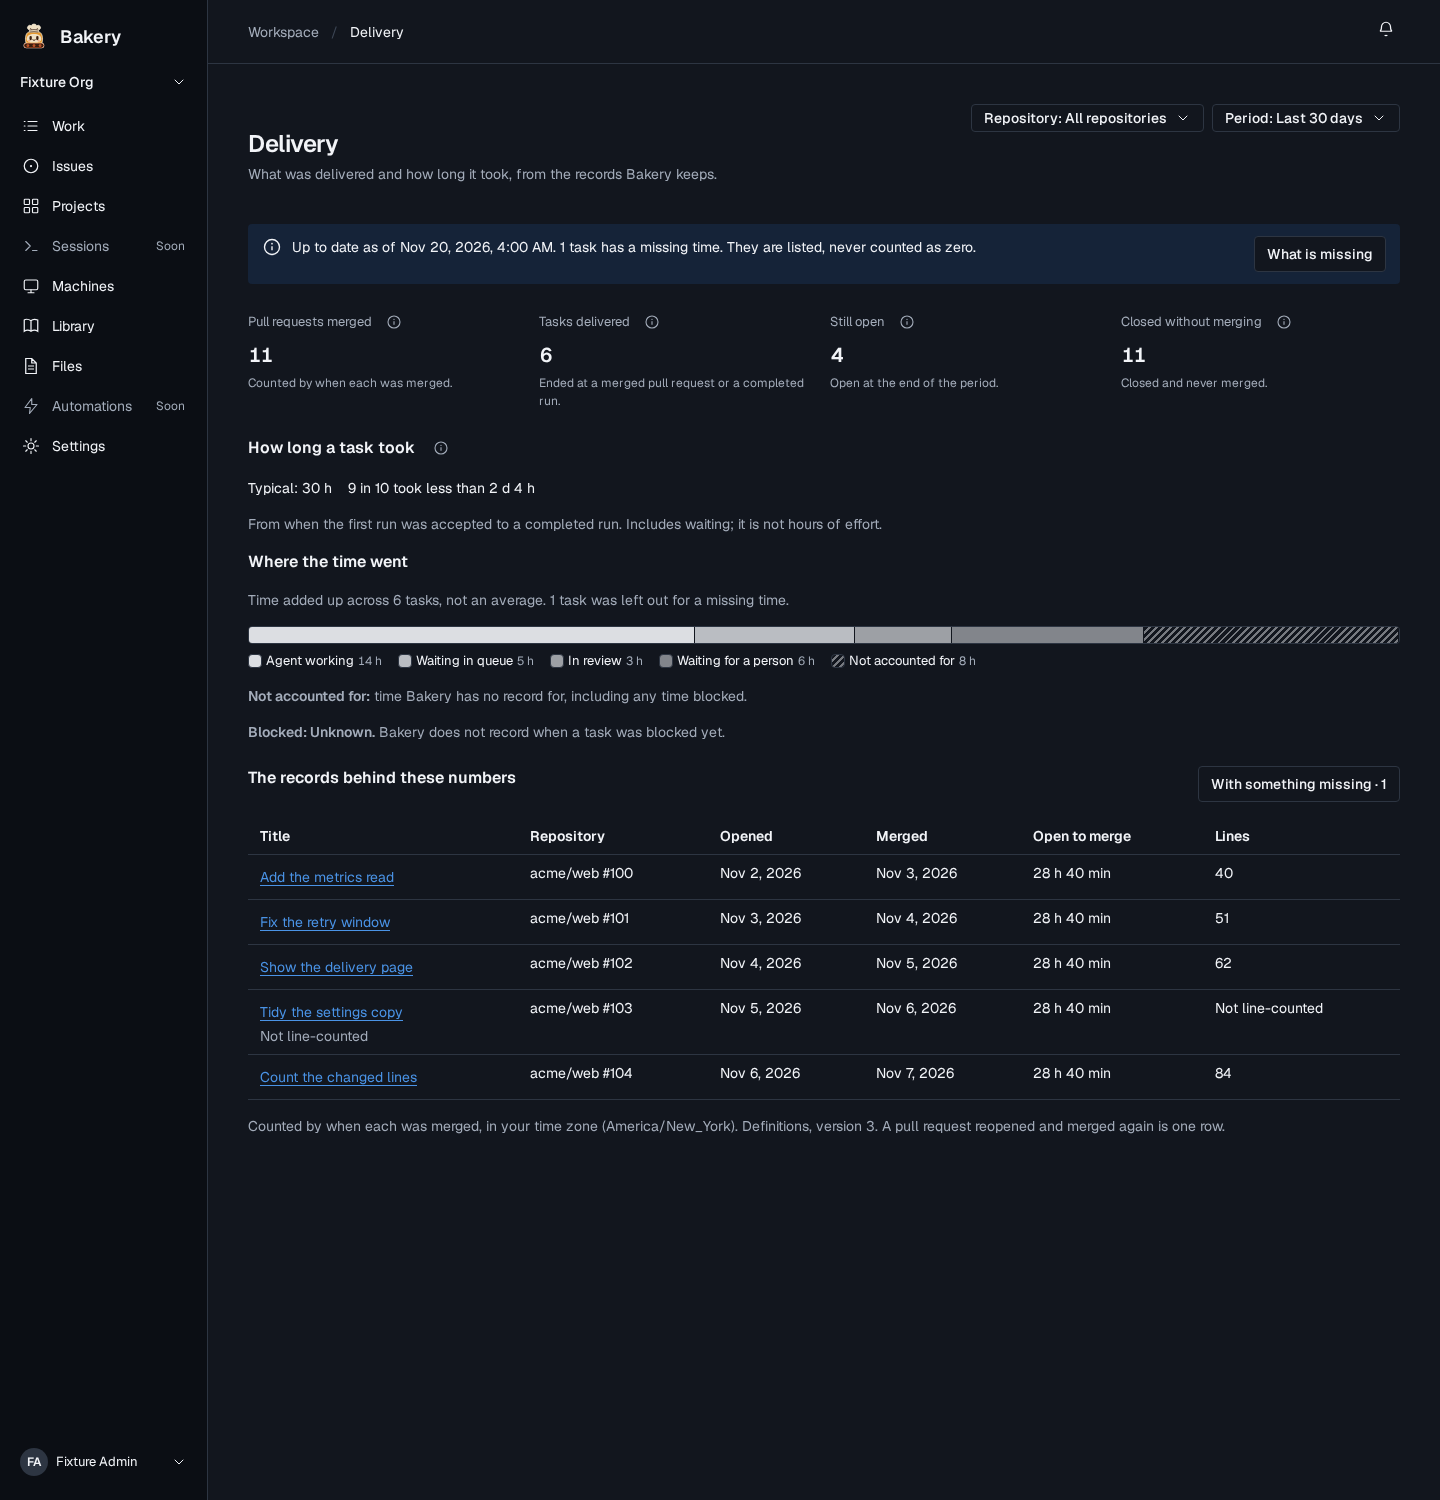 Bakery
Fixture Org
Work
Issues
Projects
Sessions Soon
Machines
Library
Files
Automations Soon
Settings
FA Fixture Admin
Workspace / Delivery
Repository: All repositories
Period: Last 30 days
Delivery
What was delivered and how long it took, from the records Bakery keeps.
Up to date as of Nov 20, 2026, 4:00 AM. 1 task has a missing time. They are listed, never counted as zero.
What is missing
Pull requests merged
11
Counted by when each was merged.
Tasks delivered
6
Ended at a merged pull request or a completed
run.
Still open
4
Open at the end of the period.
Closed without merging
11
Closed and never merged.
How long a task took
Typical: 30 h 9 in 10 took less than 2 d 4 h
From when the first run was accepted to a completed run. Includes waiting; it is not hours of effort.
Where the time went
Time added up across 6 tasks, not an average. 1 task was left out for a missing time.
Agent working 14 h Waiting in queue 5 h In review 3 h Waiting for a person 6 h Not accounted for 8 h
Not accounted for: time Bakery has no record for, including any time blocked.
Blocked: Unknown. Bakery does not record when a task was blocked yet.
The records behind these numbers
With something missing · 1
Title Repository Opened Merged Open to merge Lines
Add the metrics read acme/web #100 Nov 2, 2026 Nov 3, 2026 28 h 40 min 40
Fix the retry window acme/web #101 Nov 3, 2026 Nov 4, 2026 28 h 40 min 51
Show the delivery page acme/web #102 Nov 4, 2026 Nov 5, 2026 28 h 40 min 62
Tidy the settings copy acme/web #103 Nov 5, 2026 Nov 6, 2026 28 h 40 min Not line-counted
Not line-counted
Count the changed lines acme/web #104 Nov 6, 2026 Nov 7, 2026 28 h 40 min 84
Counted by when each was merged, in your time zone (America/New_York). Definitions, version 3. A pull request reopened and merged again is one row.